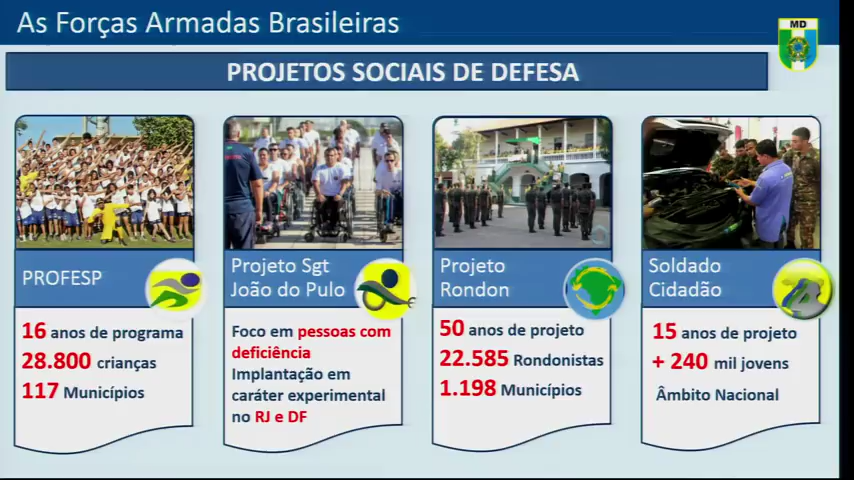 As Forças Armadas Brasileiras
MD
PROJETOS SOCIAIS DE DEFESA
PROFESP
16 anos de programa
28.800 crianças
117 Municípios
Projeto Sgt
João do Pulo
Foco em pessoas com
deficiência
Implantação em
caráter experimental
no RJ e DF
Projeto
Rondon
50 anos de projeto
22.585 Rondonistas
1.198 Municípios
Soldado
Cidadão
15 anos de projeto
+ 240 mil jovens
Âmbito Nacional